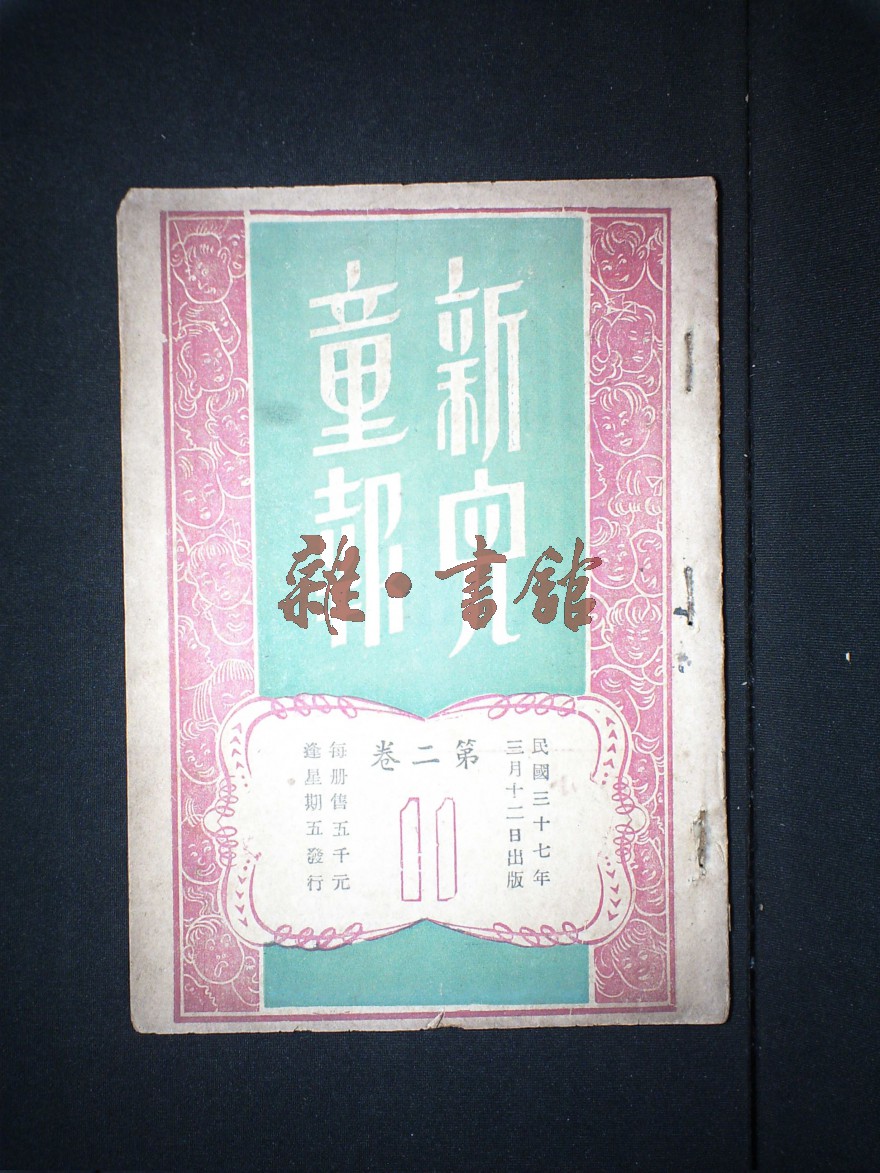 新兒
童報
雜·書館
民國三十七年
三月十二日出版
第二卷
11
每册售五千元
逢星期五發行